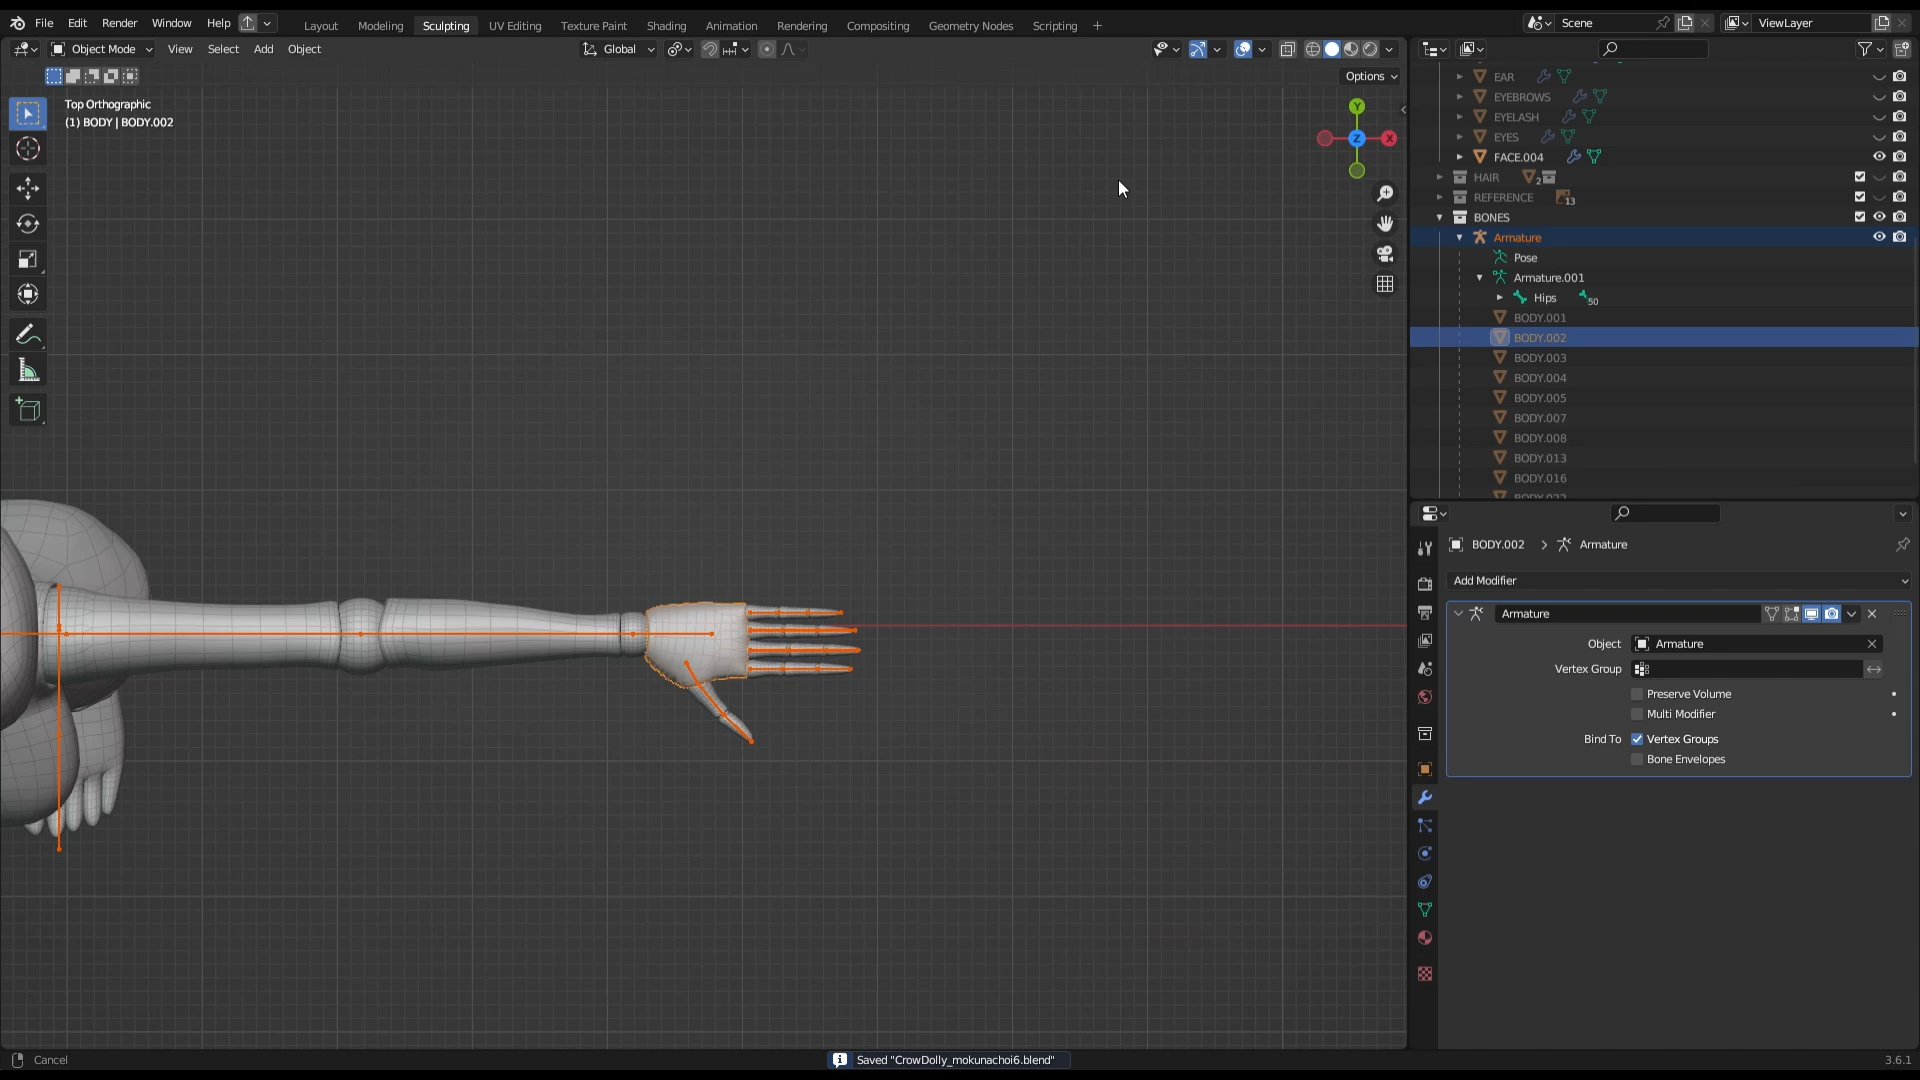 File Edit Render Window Help Layout Modeling Sculpting UV Editing Texture Paint Shading Animation Rendering Compositing Geometry Nodes Scripting + Scene ViewLayer
Object Mode View Select Add Object Global
Options
Top Orthographic
(1) BODY | BODY.002
Y
Z
X
EAR
EYEBROWS
EYELASH
EYES
FACE.004
HAIR 2
REFERENCE 13
BONES
Armature
Pose
Armature.001
Hips 50
BODY.001
BODY.002
BODY.003
BODY.004
BODY.005
BODY.007
BODY.008
BODY.013
BODY.016
BODY.002 > Armature
Add Modifier
Armature
Object Armature
Vertex Group
Preserve Volume
Multi Modifier
Bind To Vertex Groups
Bone Envelopes
Cancel Saved "CrowDolly_mokunachoi6.blend" 3.6.1